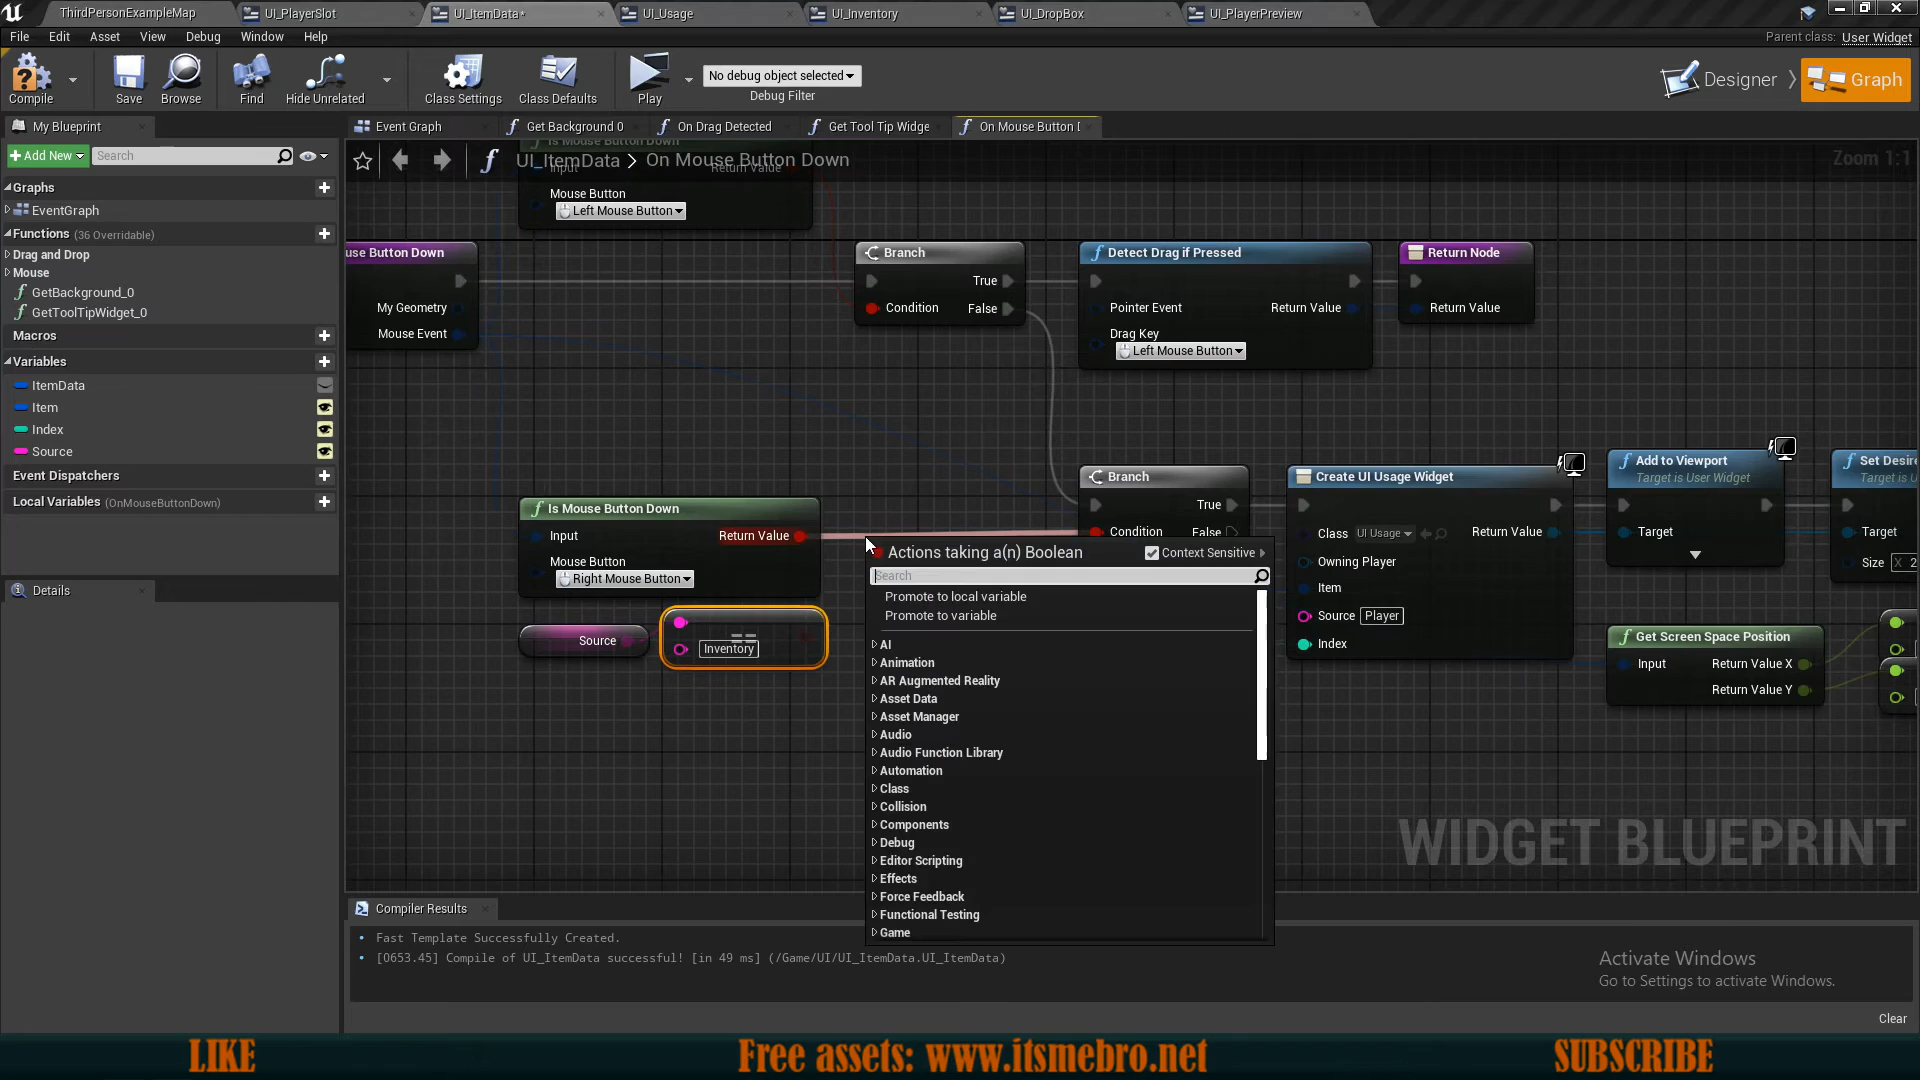 ThirdPersonExampleMap UI_PlayerSlot UI_ItemData* UI_Usage UI_Inventory UI_DropBox UI_PlayerPreview
File Edit Asset View Debug Window Help Parent class: User Widget
Compile Save Browse Find Hide Unrelated Class Settings Class Defaults Play No debug object selected Debug Filter Designer Graph
My Blueprint Event Graph Get Background 0 On Drag Detected Get Tool Tip Widge On Mouse Button D
Add New Search UI_ItemData > On Mouse Button Down Zoom 1:1
Is Mouse Button Down
Input Return Value
Mouse Button
Left Mouse Button
Graphs
EventGraph
Functions (36 Overridable)
Drag and Drop
Mouse
GetBackground_0
GetToolTipWidget_0
Macros
Variables
ItemData
Item
Index
Source
Event Dispatchers
Local Variables (OnMouseButtonDown)
Details
use Button Down
My Geometry
Mouse Event
Branch
True
Condition False
Detect Drag if Pressed
Pointer Event Return Value
Drag Key
Left Mouse Button
Return Node
Return Value
Is Mouse Button Down
Input Return Value
Mouse Button
Right Mouse Button
Source
==
Inventory
Branch
True
Condition False
Create UI Usage Widget
Class UI Usage Return Value
Owning Player
Item
Source Player
Index
Add to Viewport
Target is User Widget
Target
Set Desire
Target is U
Target
Size X 2
Get Screen Space Position
Input Return Value X
Return Value Y
Actions taking a(n) Boolean Context Sensitive
Search
Promote to local variable
Promote to variable
AI
Animation
AR Augmented Reality
Asset Data
Asset Manager
Audio
Audio Function Library
Automation
Class
Collision
Components
Debug
Editor Scripting
Effects
Force Feedback
Functional Testing
Game
WIDGET BLUEPRINT
Compiler Results
Fast Template Successfully Created.
[0653.45] Compile of UI_ItemData successful! [in 49 ms] (/Game/UI/UI_ItemData.UI_ItemData)
Activate Windows
Go to Settings to activate Windows.
Clear
LIKE Free assets: www.itsmebro.net SUBSCRIBE